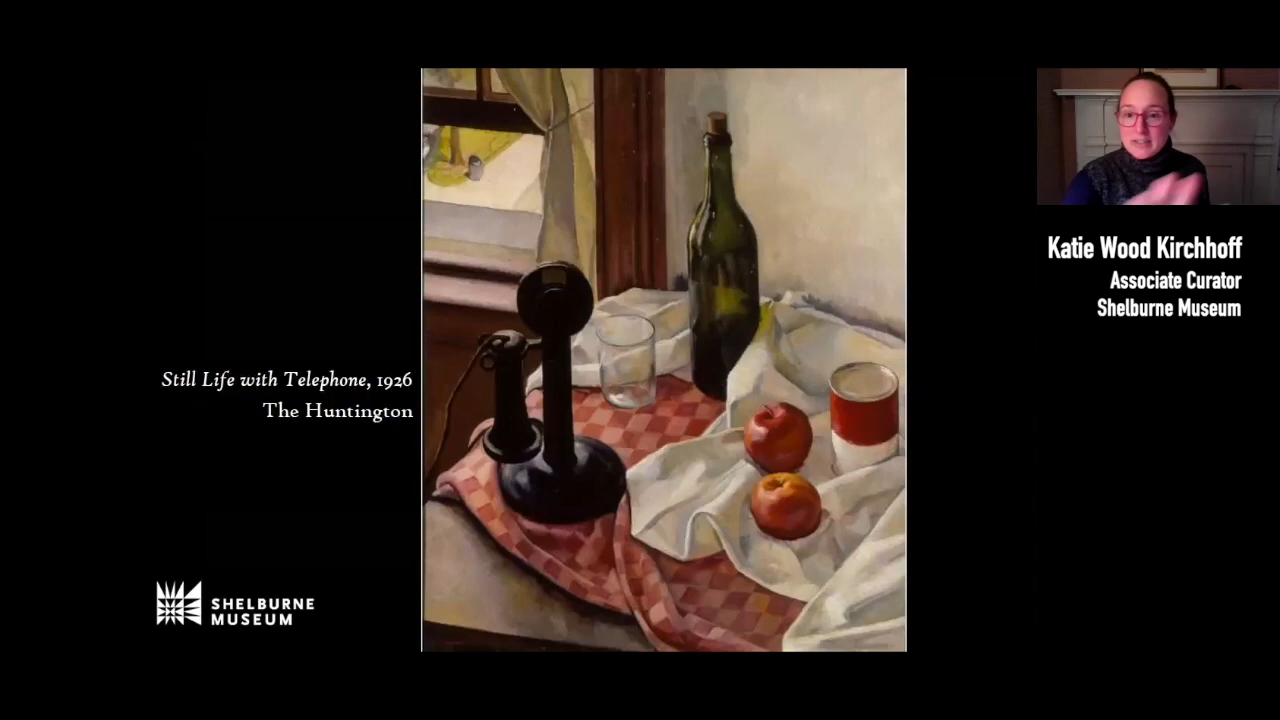 Still Life with Telephone, 1926
The Huntington
SHELBURNE
MUSEUM
Katie Wood Kirchhoff
Associate Curator
Shelburne Museum